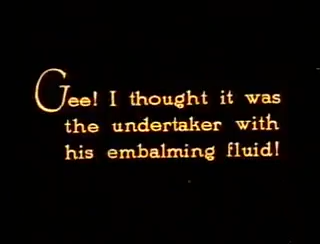 Gee! I thought it was
the undertaker with
his embalming fluid!